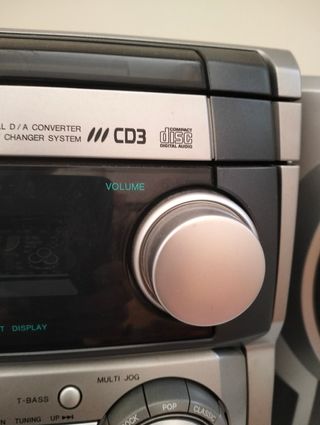 D/A CONVERTER
CHANGER SYSTEM
CD3
COMPACT
disc
DIGITAL AUDIO
VOLUME
DISPLAY
MULTI JOG
T-BASS
TUNING UP
POP
CLASSIC